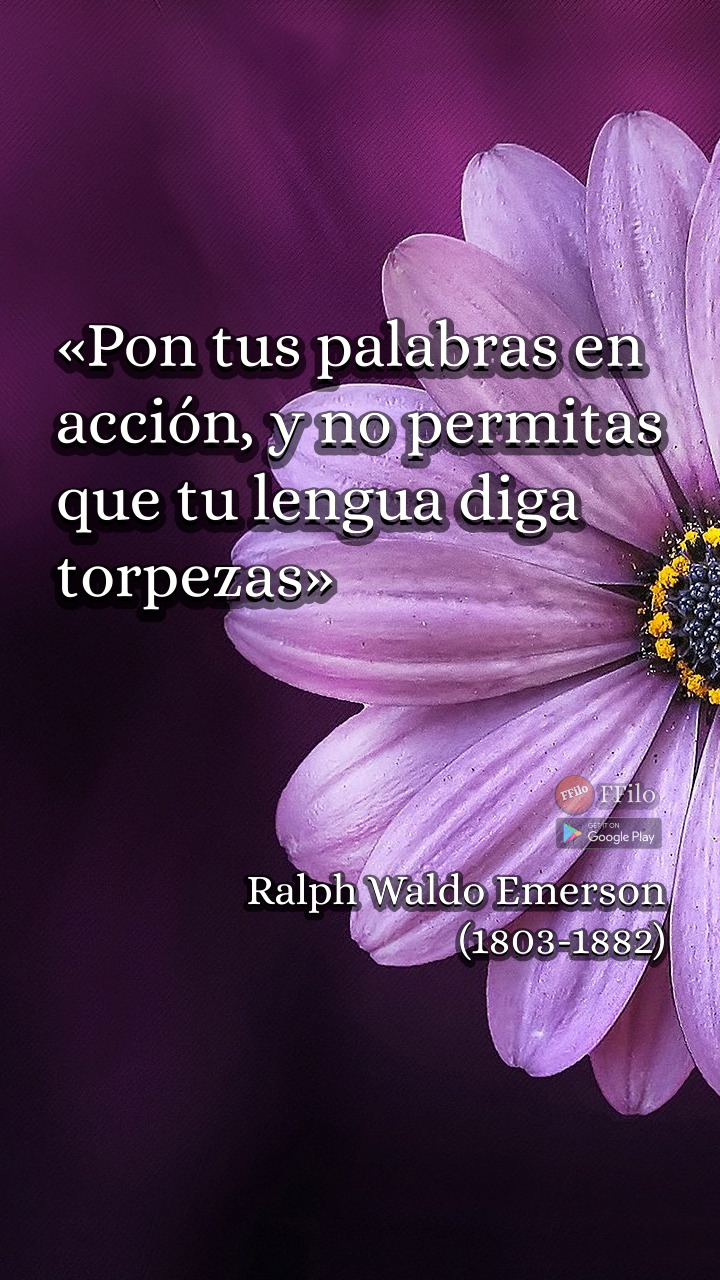 «Pon tus palabras en
acción, y no permitas
que tu lengua diga
torpezas»
FFilo FFilo
GET IT ON
Google Play
Ralph Waldo Emerson
(1803-1882)